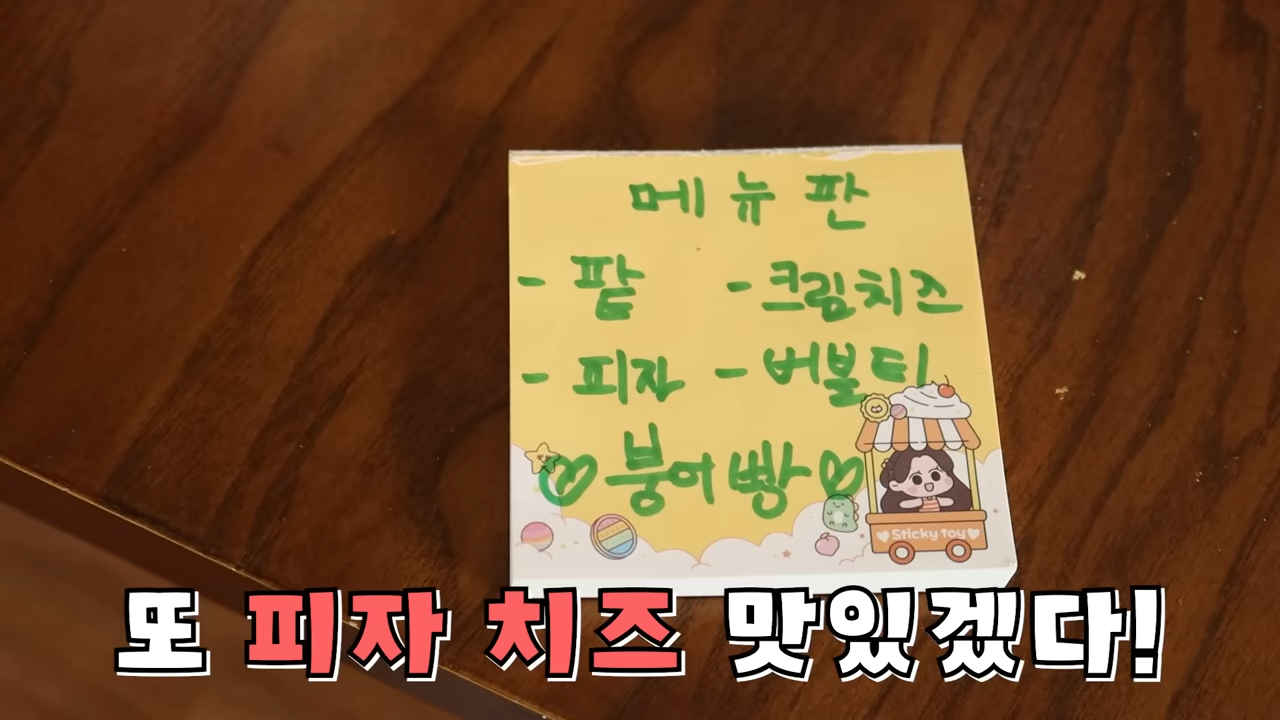 메뉴판
- 팥 - 크림치즈
- 피자 - 버블티
♡붕어빵♡
Sticky toy
또 피자 치즈 맛있겠다!